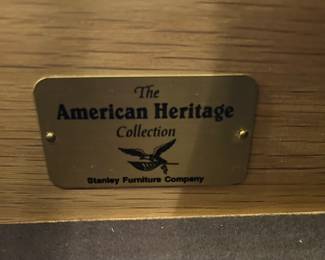 The
American Heritage
Collection
Stanley Furniture Company